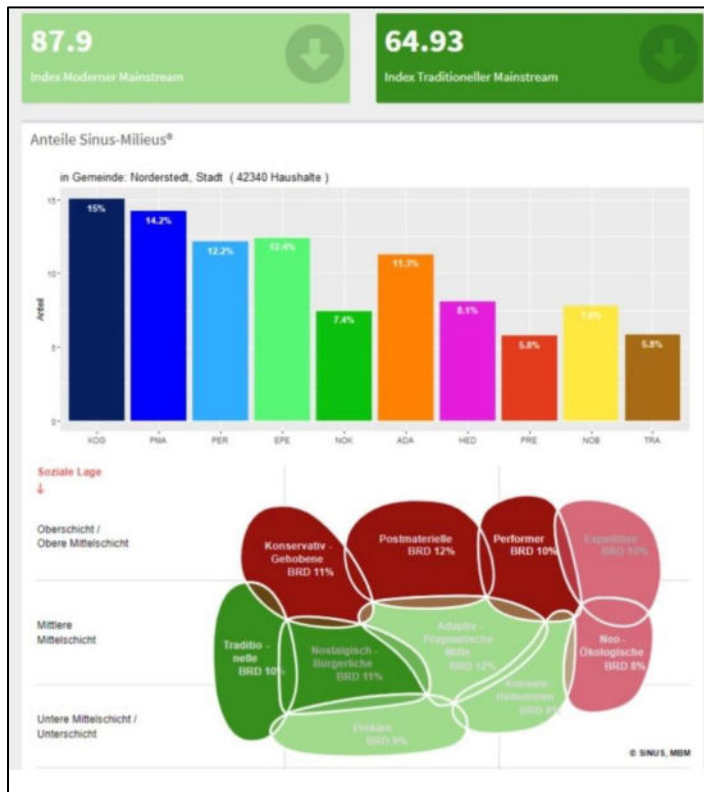 87.9
Index Moderner Mainstream
64.93
Index Traditioneller Mainstream
Anteile Sinus-Milieus®
in Gemeinde: Norderstedt, Stadt ( 42340 Haushalte )
Anteil
15
10
5
0
15%
14.2%
12.2%
12.4%
7.4%
11.3%
8.1%
5.8%
7.8%
5.8%
KOG
PMA
PER
EPE
NOK
ADA
HED
PRE
NOB
TRA
Soziale Lage
↓
Oberschicht /
Obere Mittelschicht
Mittlere
Mittelschicht
Untere Mittelschicht /
Unterschicht
Konservativ -
Gehobene
BRD 11%
Postmaterielle
BRD 12%
Performer
BRD 10%
Expeditive
BRD 10%
Traditio -
nelle
BRD 10%
Nostalgisch -
Bürgerliche
BRD 11%
Adaptiv -
Pragmatische
Mitte
BRD 12%
Konsum -
Hedonisten
BRD 8%
Neo -
Ökologische
BRD 8%
Prekäre
BRD 9%
© SINUS, MBM